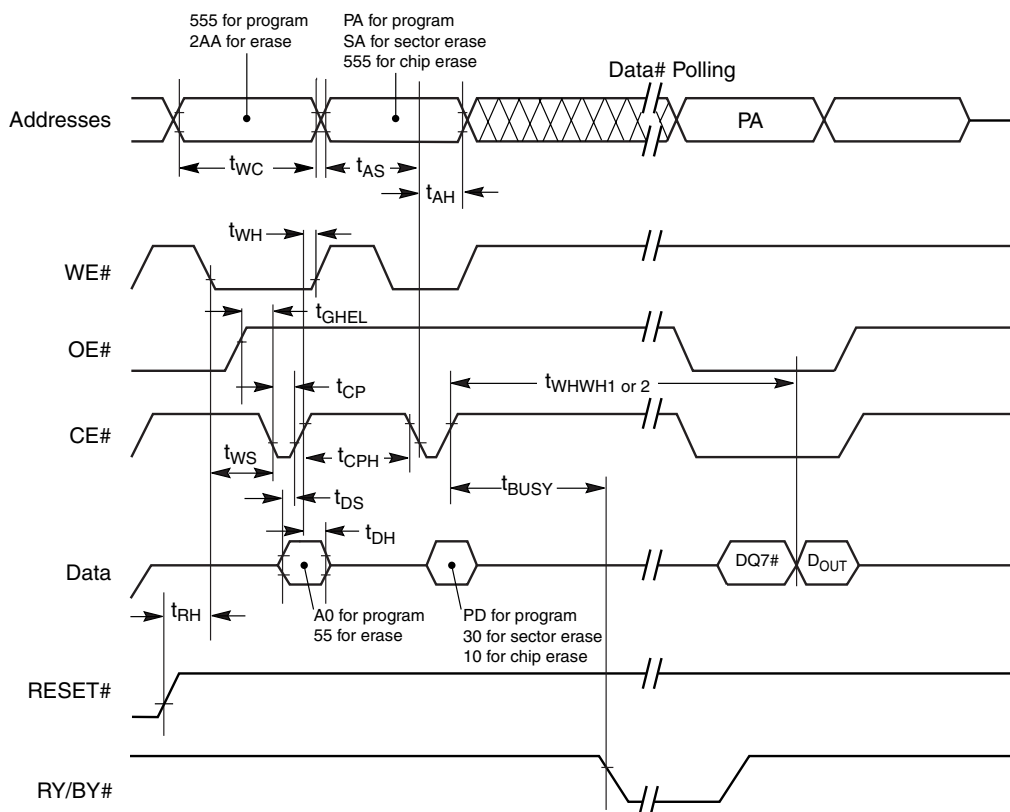 555 for program
2AA for erase
PA for program
SA for sector erase
555 for chip erase
Data# Polling
Addresses
PA
tWC
tAS
tAH
tWH
WE#
tGHEL
OE#
tWHWH1 or 2
tCP
CE#
tWS
tCPH
tBUSY
tDS
tDH
Data
DQ7#
DOUT
tRH
A0 for program
55 for erase
PD for program
30 for sector erase
10 for chip erase
RESET#
RY/BY#